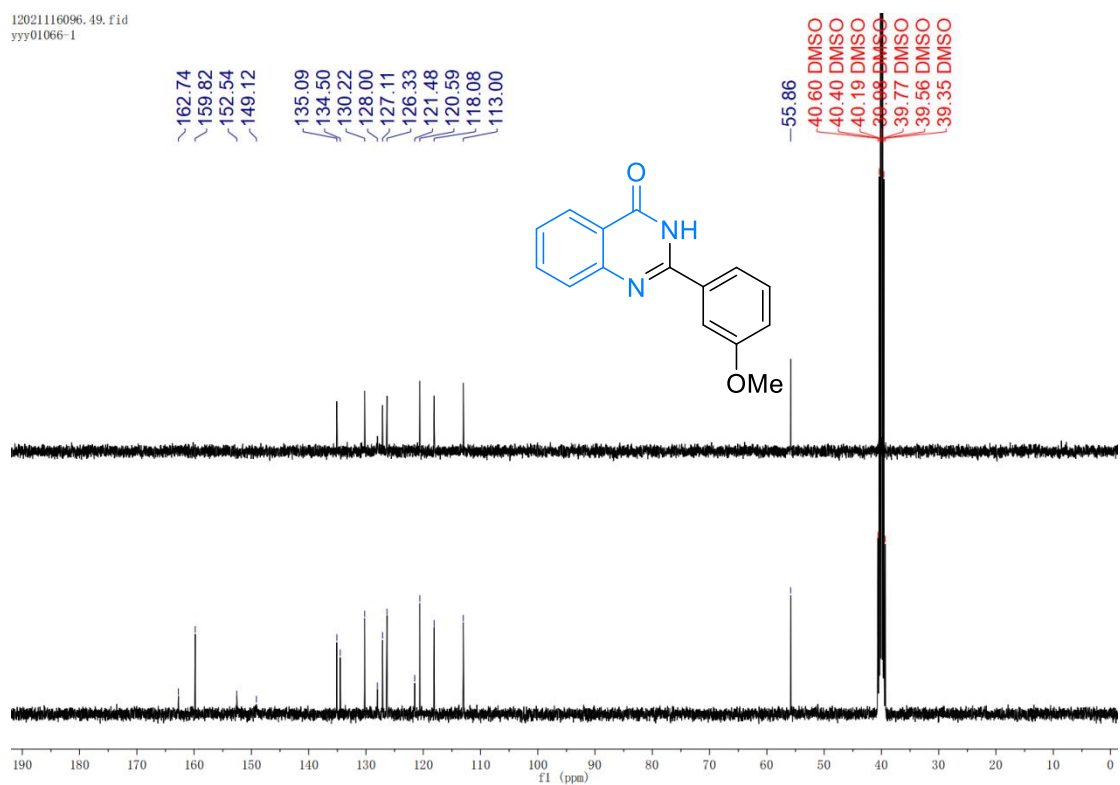 12021116096.49.fid
yyy01066-1
162.74
159.82
152.54
149.12
135.09
134.50
130.22
128.00
127.11
126.33
121.48
120.59
118.08
113.00
55.86
40.60 DMSO
40.40 DMSO
40.19 DMSO
39.98 DMSO
39.77 DMSO
39.56 DMSO
39.35 DMSO
O
NH
N
OMe
190 180 170 160 150 140 130 120 110 100 90 80 70 60 50 40 30 20 10 0
f1 (ppm)